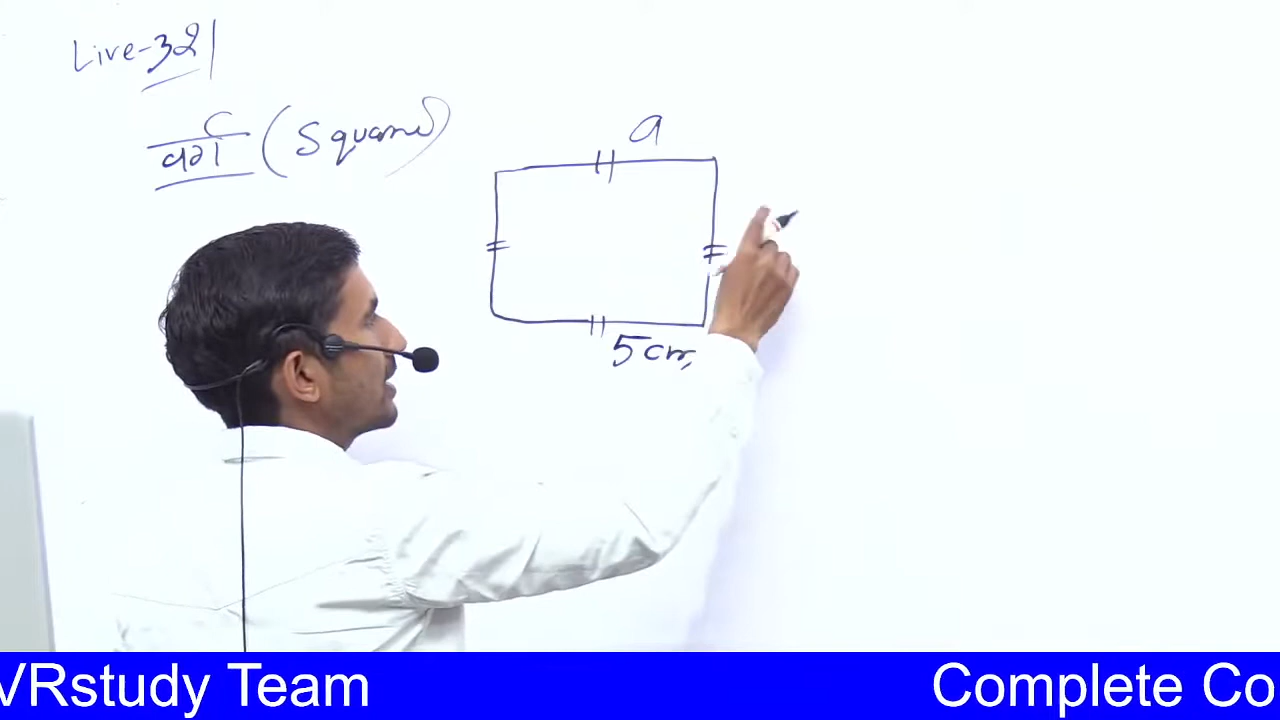 Live-321
वर्ग (Square)
a
5cm,
VRstudy Team Complete Co